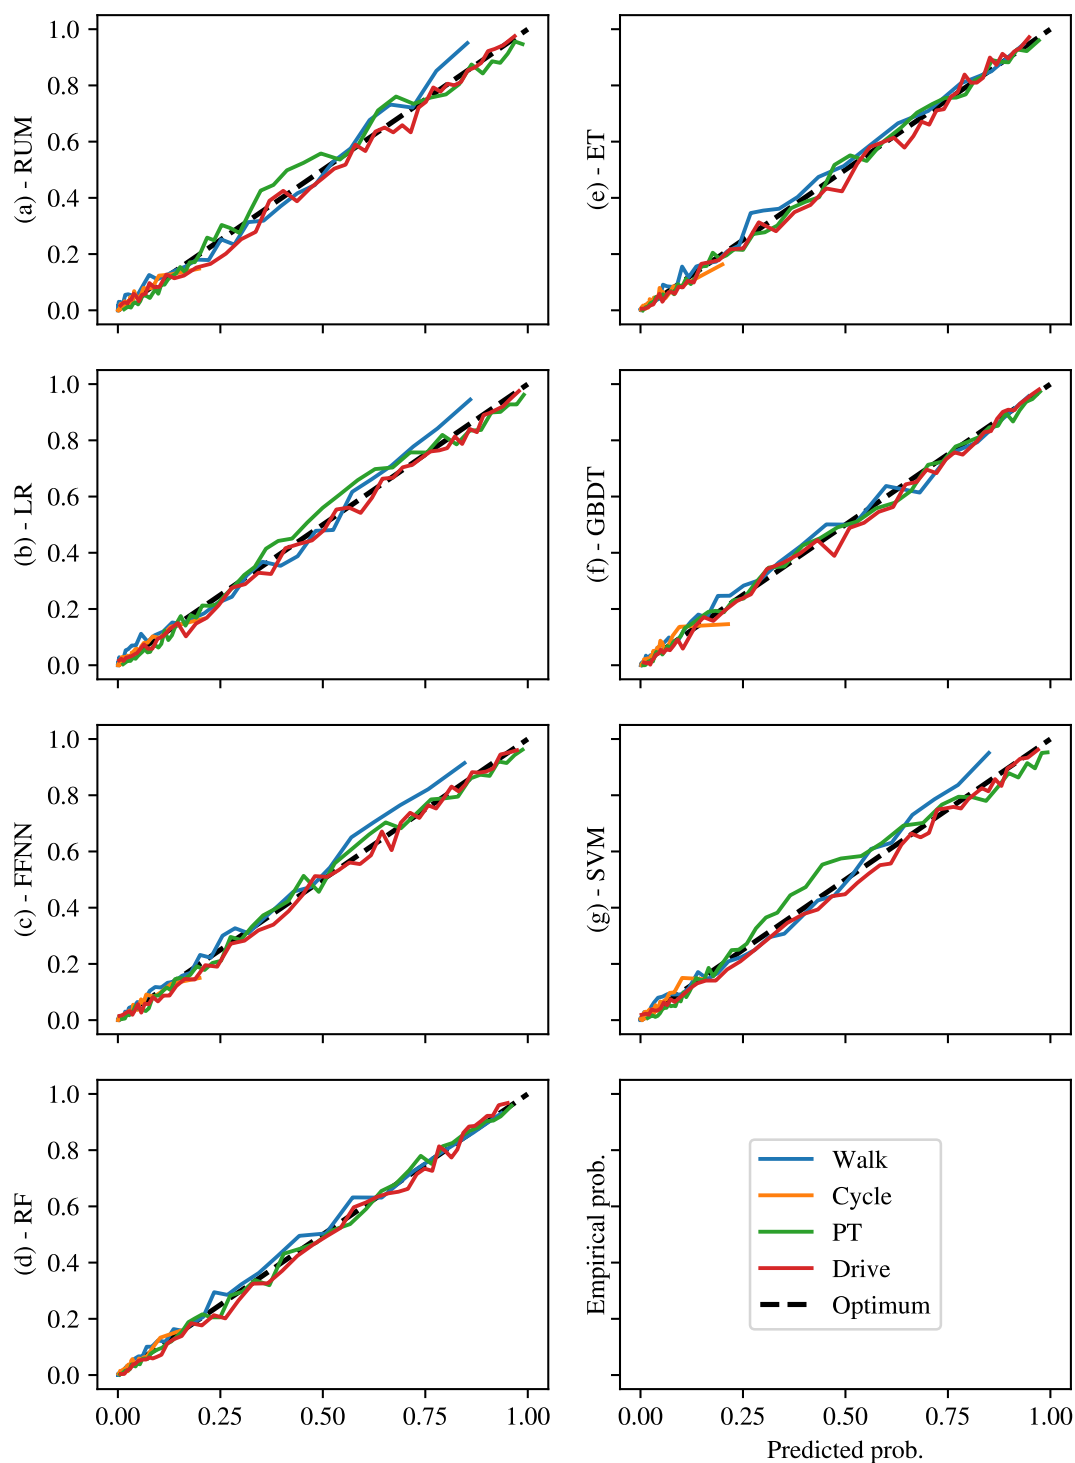 1.0
0.8
0.6
0.4
0.2
0.0
(a) - RUM
(e) - ET
1.0
0.8
0.6
0.4
0.2
0.0
(b) - LR
(f) - GBDT
1.0
0.8
0.6
0.4
0.2
0.0
(c) - FFNN
(g) - SVM
1.0
0.8
0.6
0.4
0.2
0.0
(d) - RF
0.00 0.25 0.50 0.75 1.00
Empirical prob.
Walk
Cycle
PT
Drive
Optimum
0.00 0.25 0.50 0.75 1.00
Predicted prob.